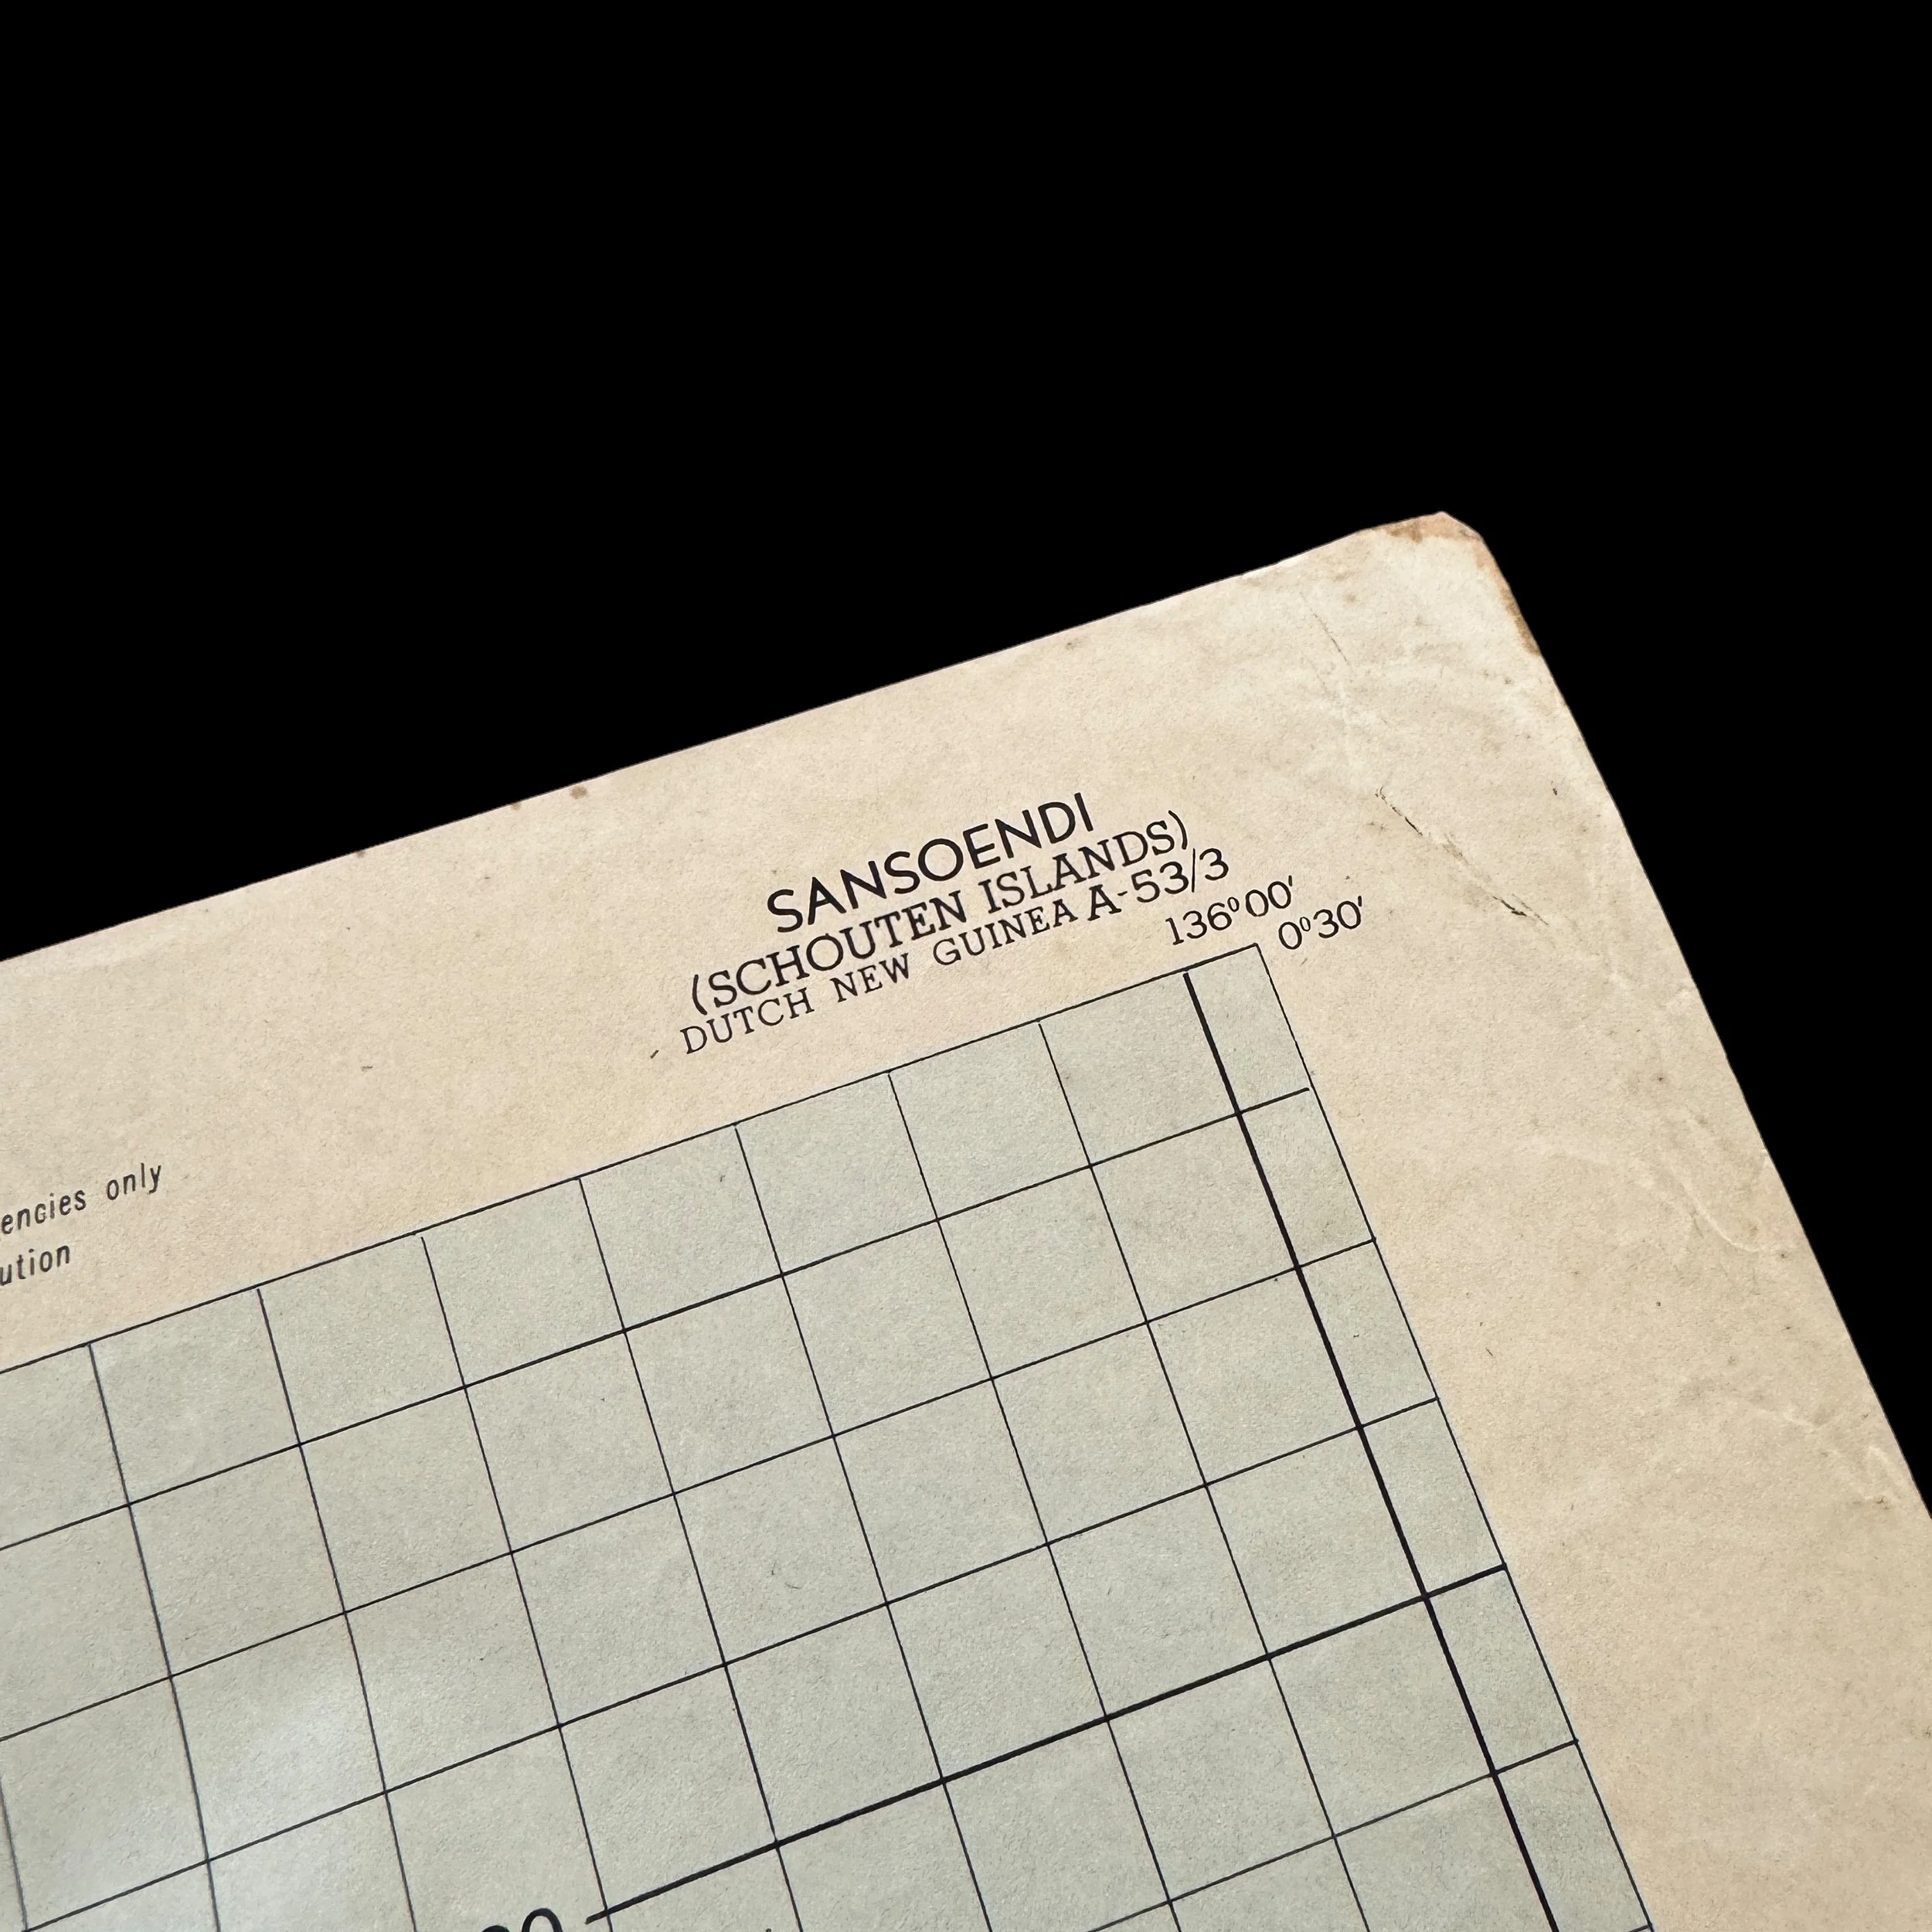 SANSOENDI
(SCHOUTEN ISLANDS)
DUTCH NEW GUINEA A-53/3
136°00'
0°30'
encies only
ution